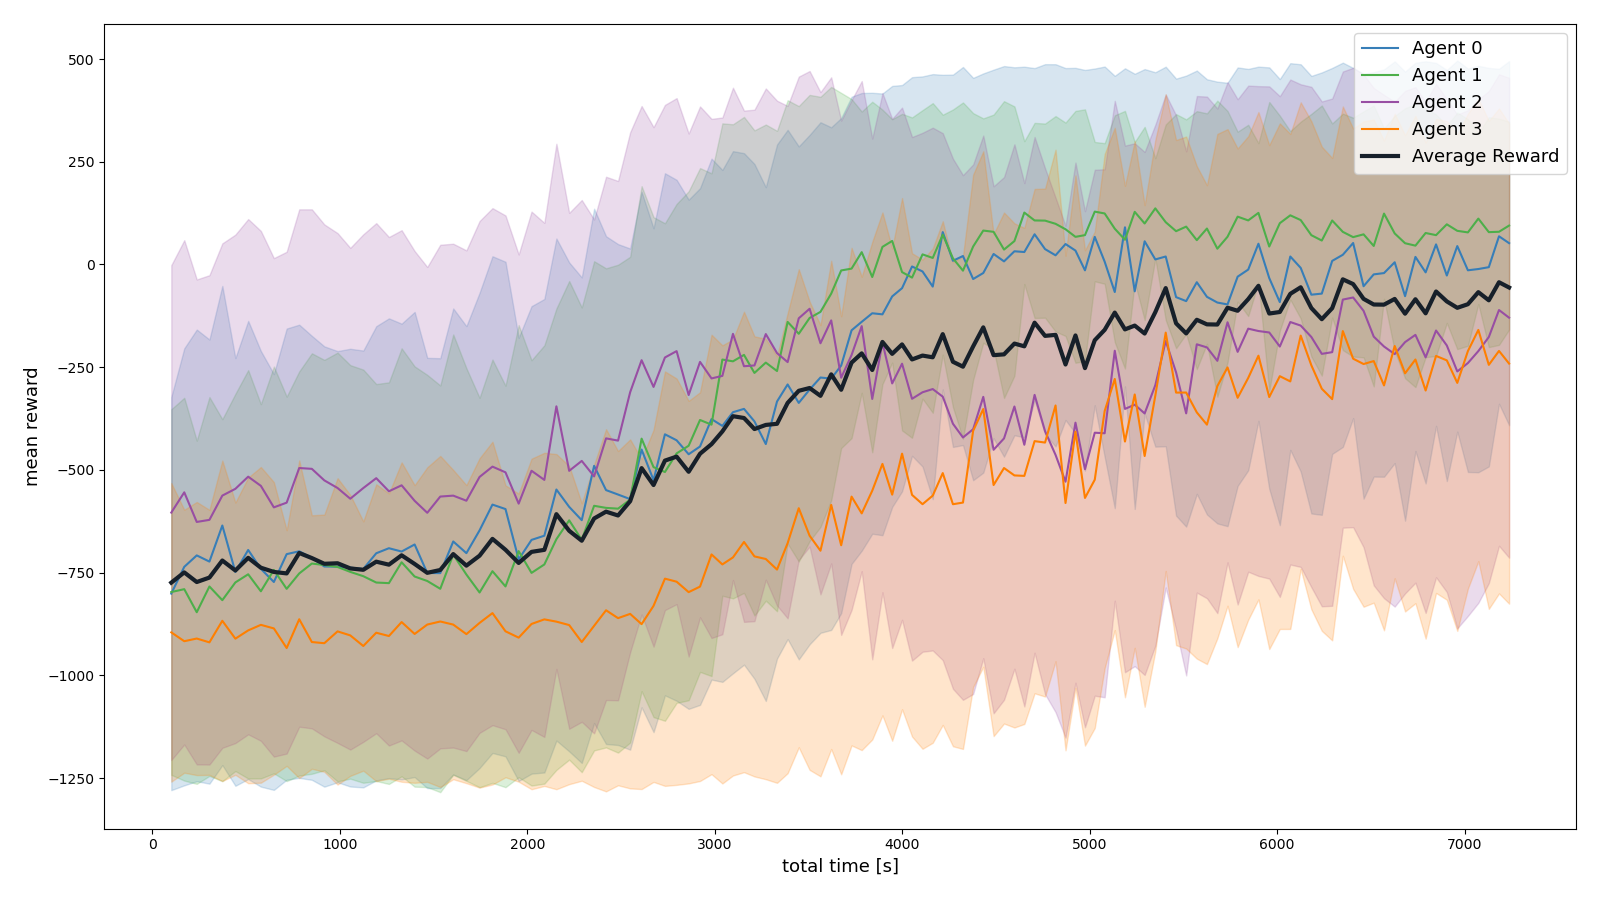 500
250
0
−250
−500
−750
−1000
−1250
mean reward
Agent 0
Agent 1
Agent 2
Agent 3
Average Reward
0
1000
2000
3000
4000
5000
6000
7000
total time [s]